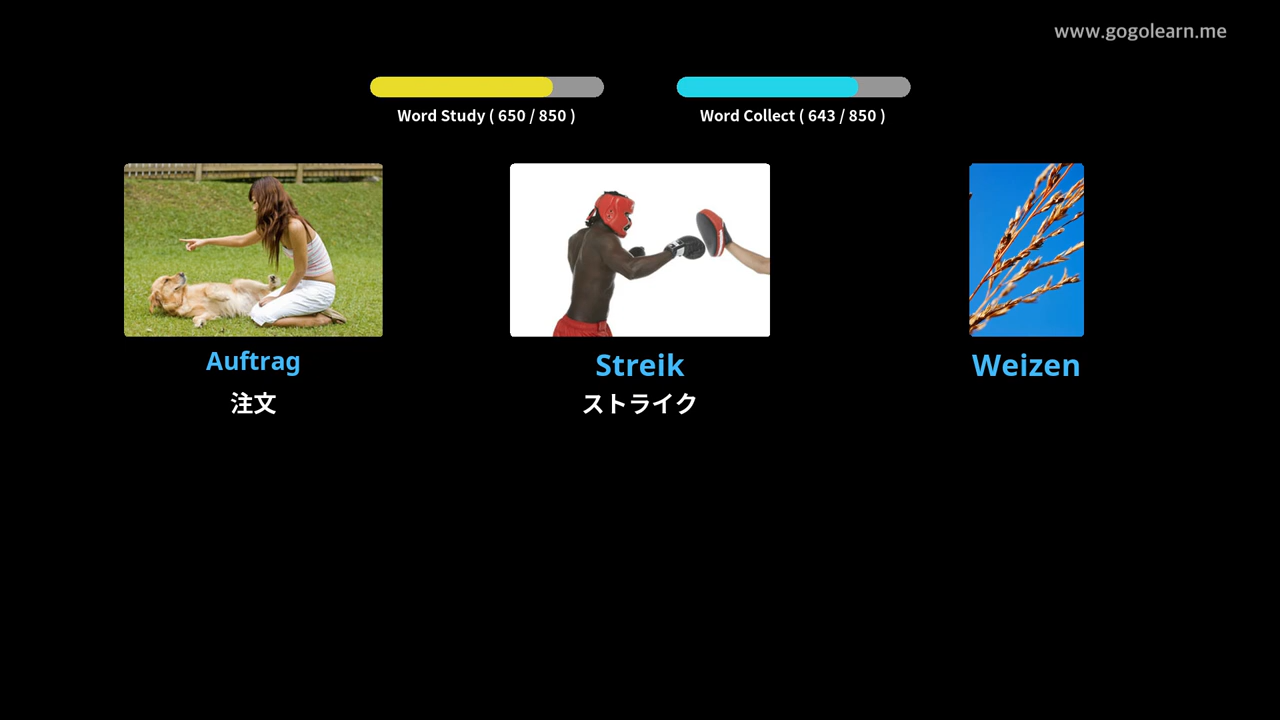 www.gogolearn.me
Word Study ( 650 / 850 )
Word Collect ( 643 / 850 )
Auftrag
注文
Streik
ストライク
Weizen